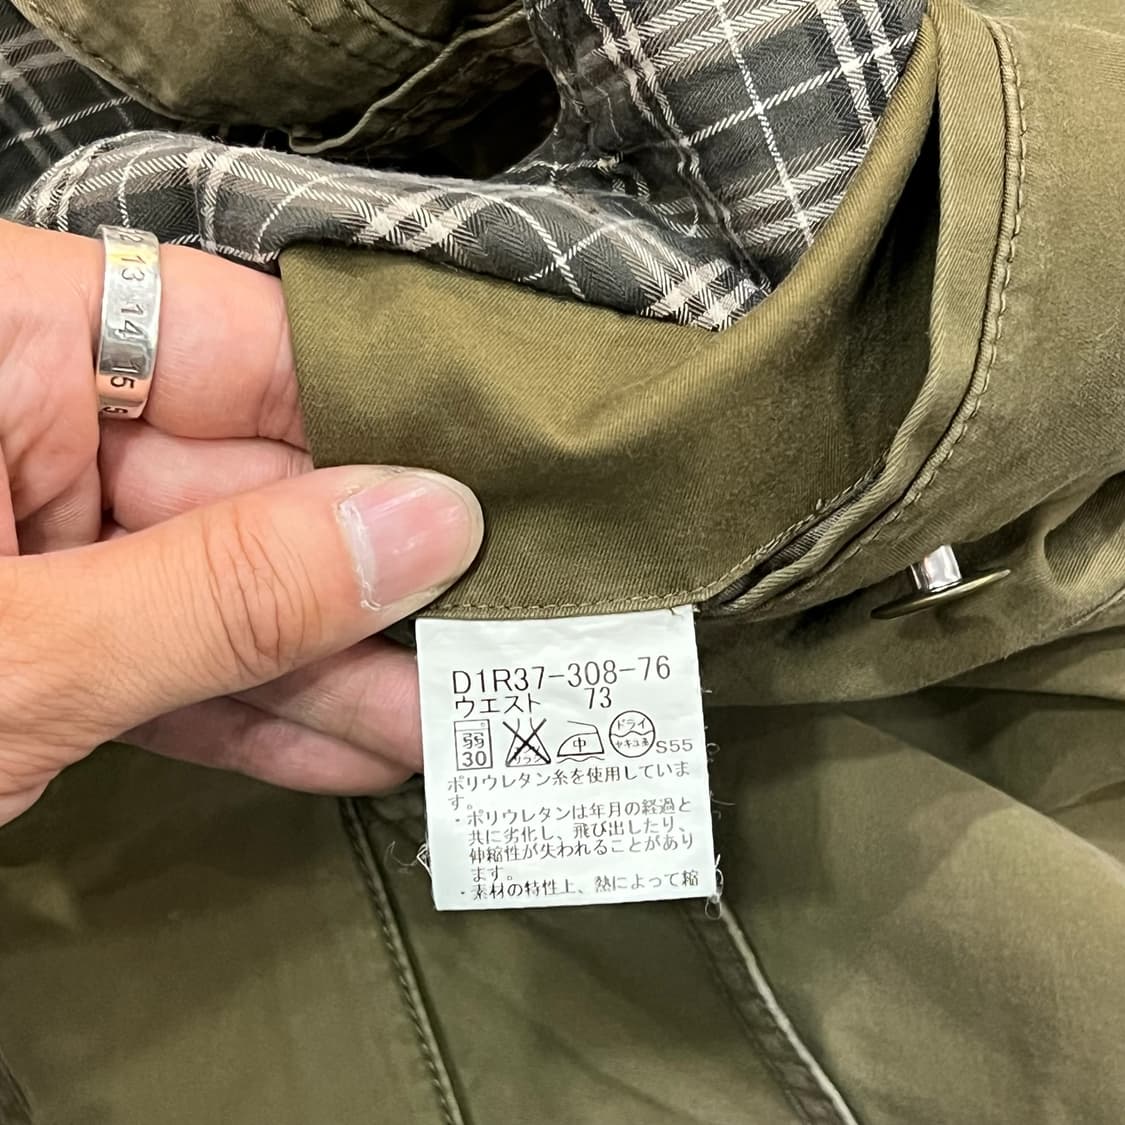 13 14 15
D1R37-308-76
ウエスト 73
弱 30 中 ドライ セキユ系 S55
ポリウレタン糸を使用していま
す。
・ポリウレタンは年月の経過と
共に劣化し、飛び出したり、
伸縮性が失われることがあり
ます。
・素材の特性上、熱によって縮